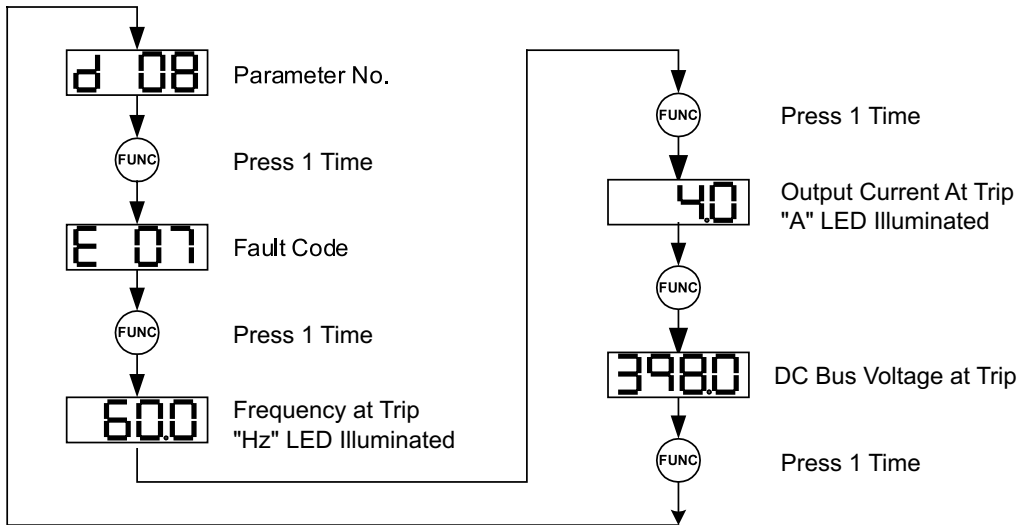 d 08
Parameter No.
FUNC
Press 1 Time
E 07
Fault Code
FUNC
Press 1 Time
60.0
Frequency at Trip
"Hz" LED Illuminated
FUNC
Press 1 Time
4.0
Output Current At Trip
"A" LED Illuminated
FUNC
398.0
DC Bus Voltage at Trip
FUNC
Press 1 Time